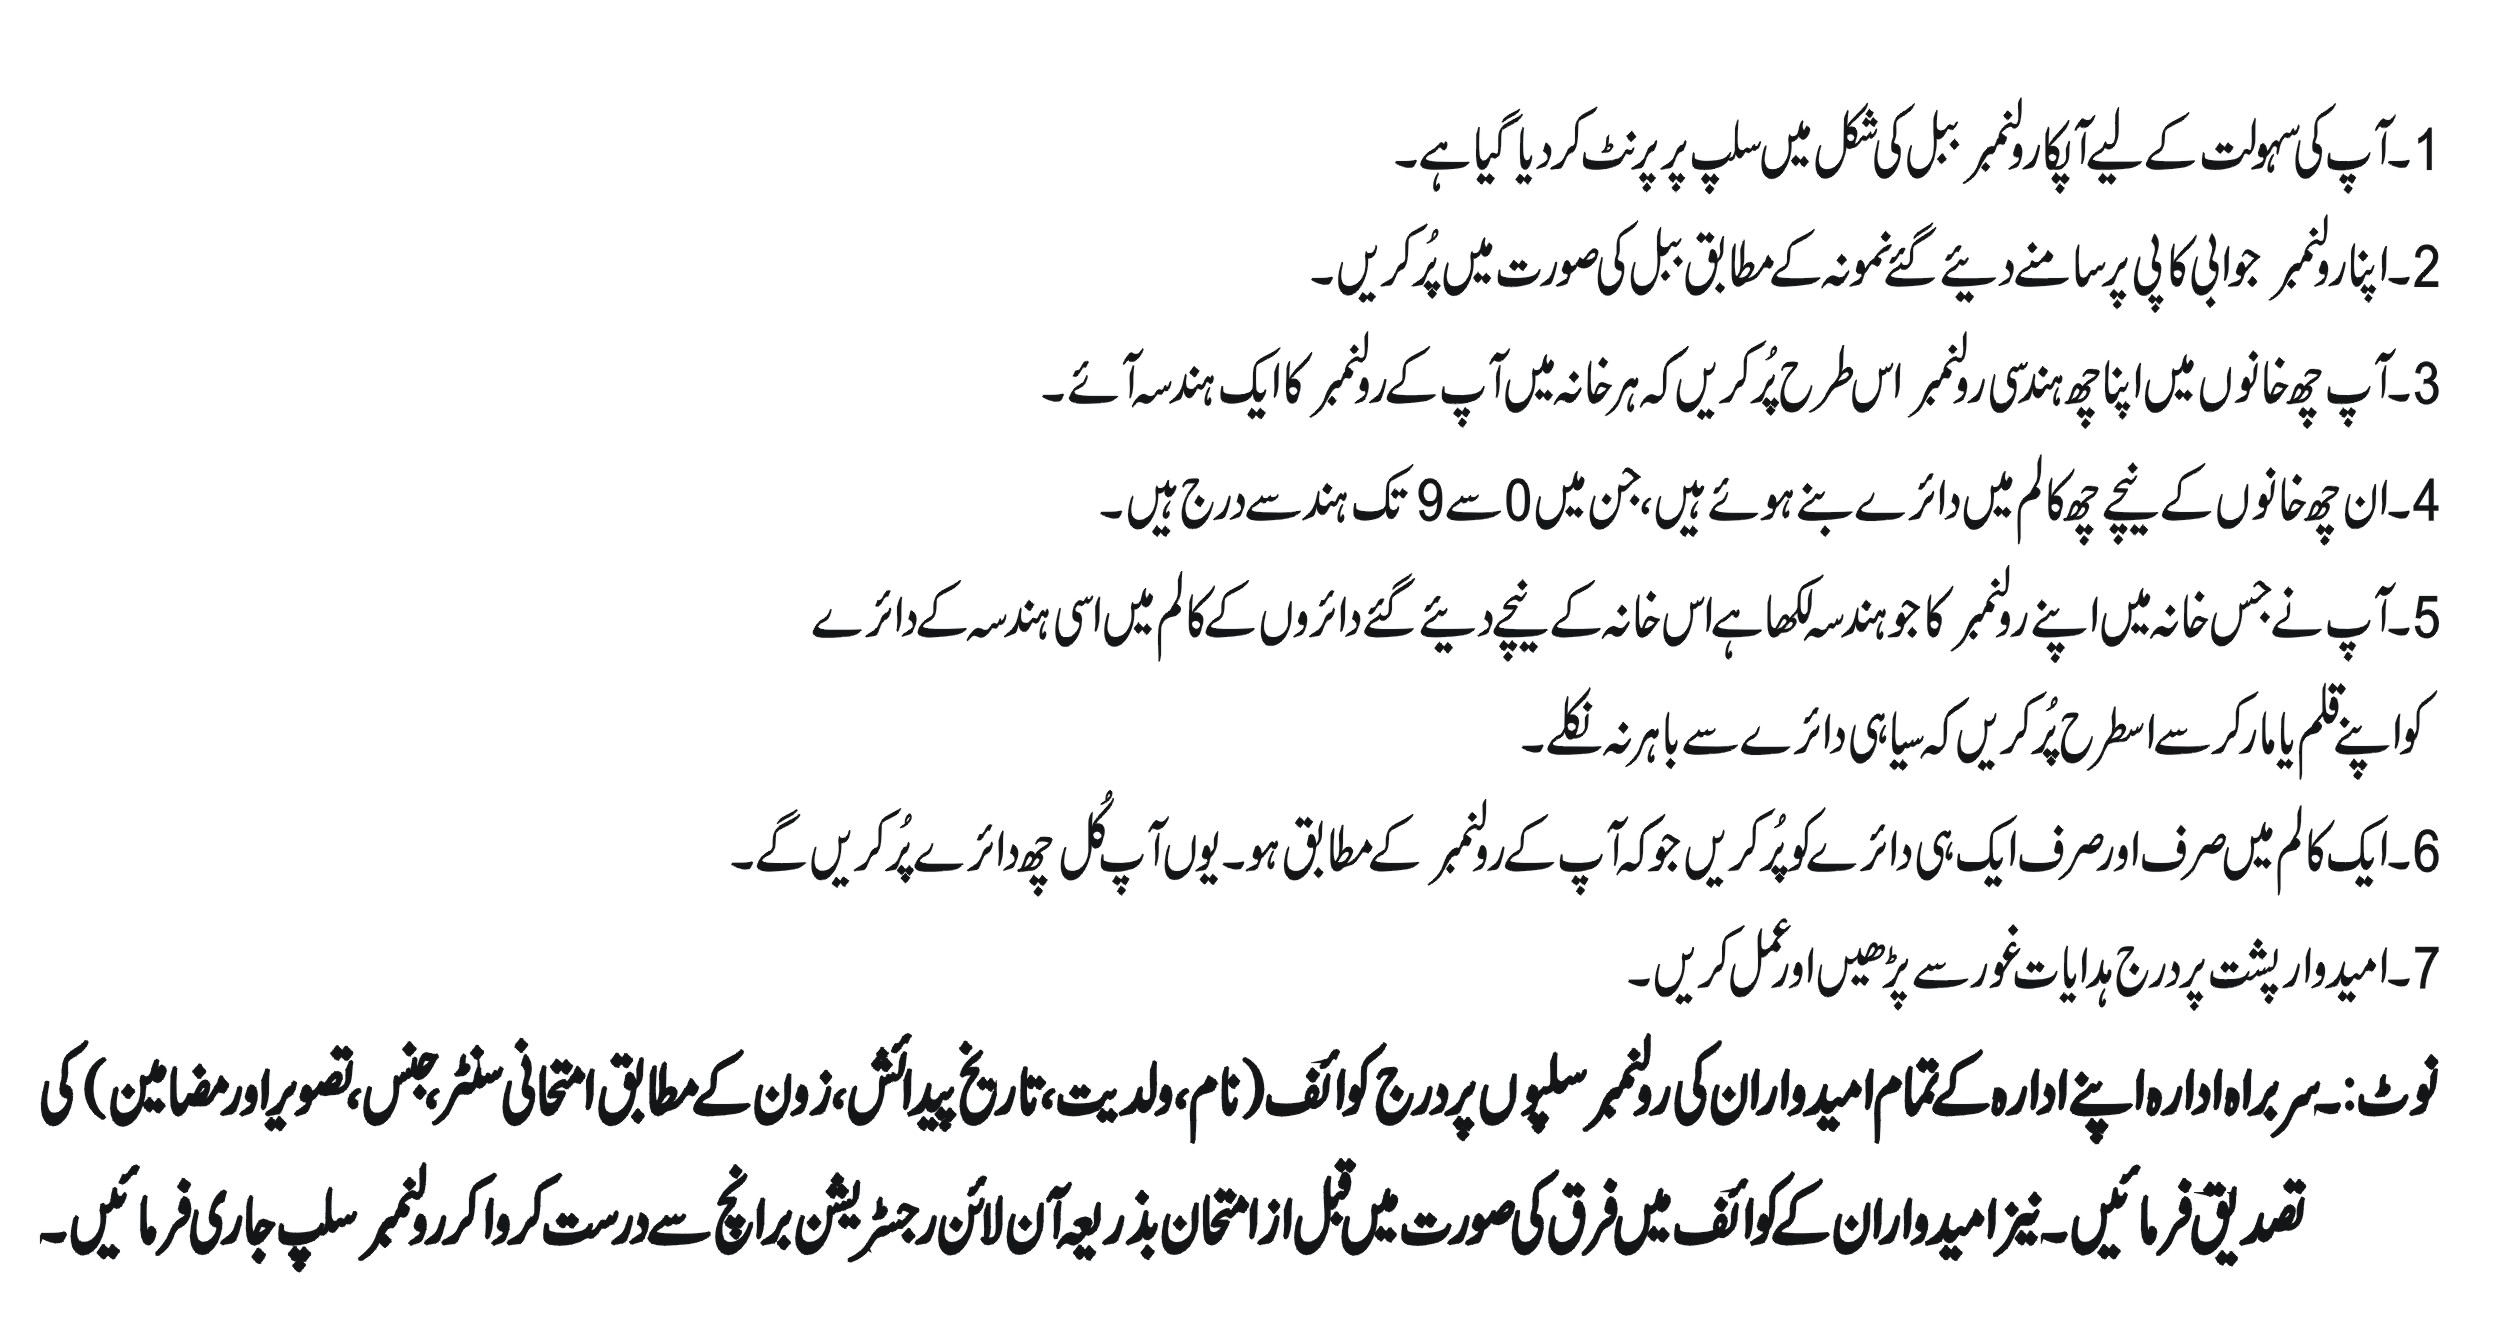 1۔آپ کی سہولت کے لیے آپکا رولنمبر ببل کی شکل میں سلپ پر پرنٹ کر دیا گیا ہے۔
2۔اپنا رولنمبر جوابی کاپی پر سامنے دیئے گئے نمونہ کے مطابق ببل کی صورت میں پُر کریں۔
3۔آپ چھ خانوں میں اپنا چھ ہندسی رولنمبر اس طرح پُر کریں کہ ہر خانہ میں آپ کے رولنمبر کا ایک ہندسہ آئے۔
4۔ان چھ خانوں کے نیچے چھ کالم میں دائرے بنے ہوئے ہیں، جن میں 0 سے 9 تک ہندسے درج ہیں۔
5۔آپ نے جس خانہ میں اپنے رولنمبر کا جو ہندسہ لکھا ہے اس خانہ کے نیچے دیئے گئے دائروں کے کالم میں اسی ہندسہ کے دائرے
کو اپنے قلم یا مارکر سے اسطرح پُر کریں کہ سیاہی دائرے سے باہر نہ نکلے۔
6۔ایک کالم میں صرف اور صرف ایک ہی دائرے کو پُر کریں جو کہ آپ کے رولنمبر کے مطابق ہو۔ یوں آپ کُل چھ دائرے پُر کریں گے۔
7۔امیدوار پشت پر درج ہدایات غور سے پڑھیں اور عمل کریں۔
نوٹ:۔سربراہ ادارہ اپنے ادارہ کے تمام امیدواران کی رولنمبر سلپوں پر درج کوائف (نام، ولدیت، تاریخ پیدائش، زون کے مطابق امتحانی سنٹر، جنس، تصویر اور مضامین) کی
تصدیق فرمائیں۔ نیز امیدواران کے کوائف میں فرق کی صورت میں قبل از امتحان بذریعہ آن لائن رجسٹریشن برانچ سے درست کروا کر رولنمبر سلپ جاری فرمائیں۔